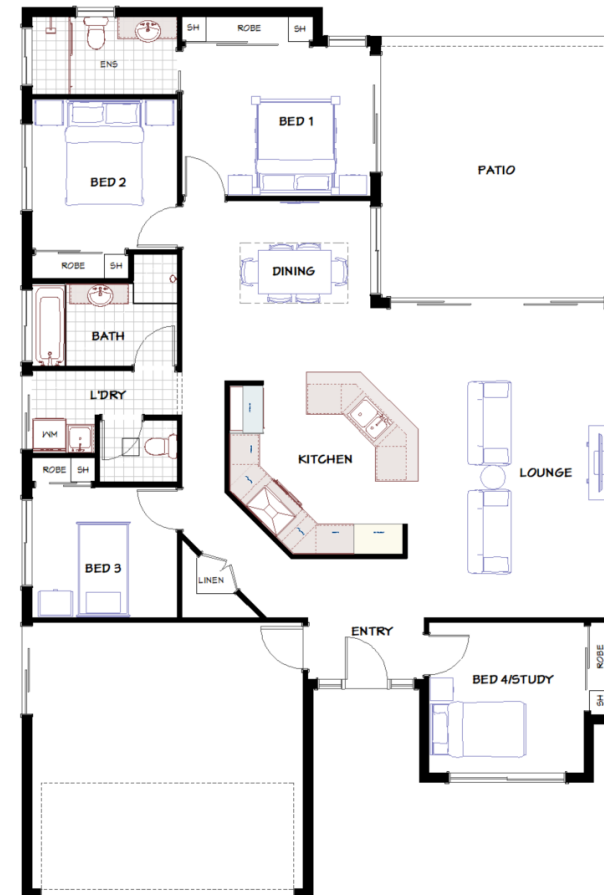 SH
ROBE
SH
ENS
BED 1
BED 2
PATIO
ROBE
SH
DINING
BATH
L'DRY
WM
KITCHEN
LOUNGE
ROBE
SH
BED 3
LINEN
ENTRY
BED 4/STUDY
ROBE
SH